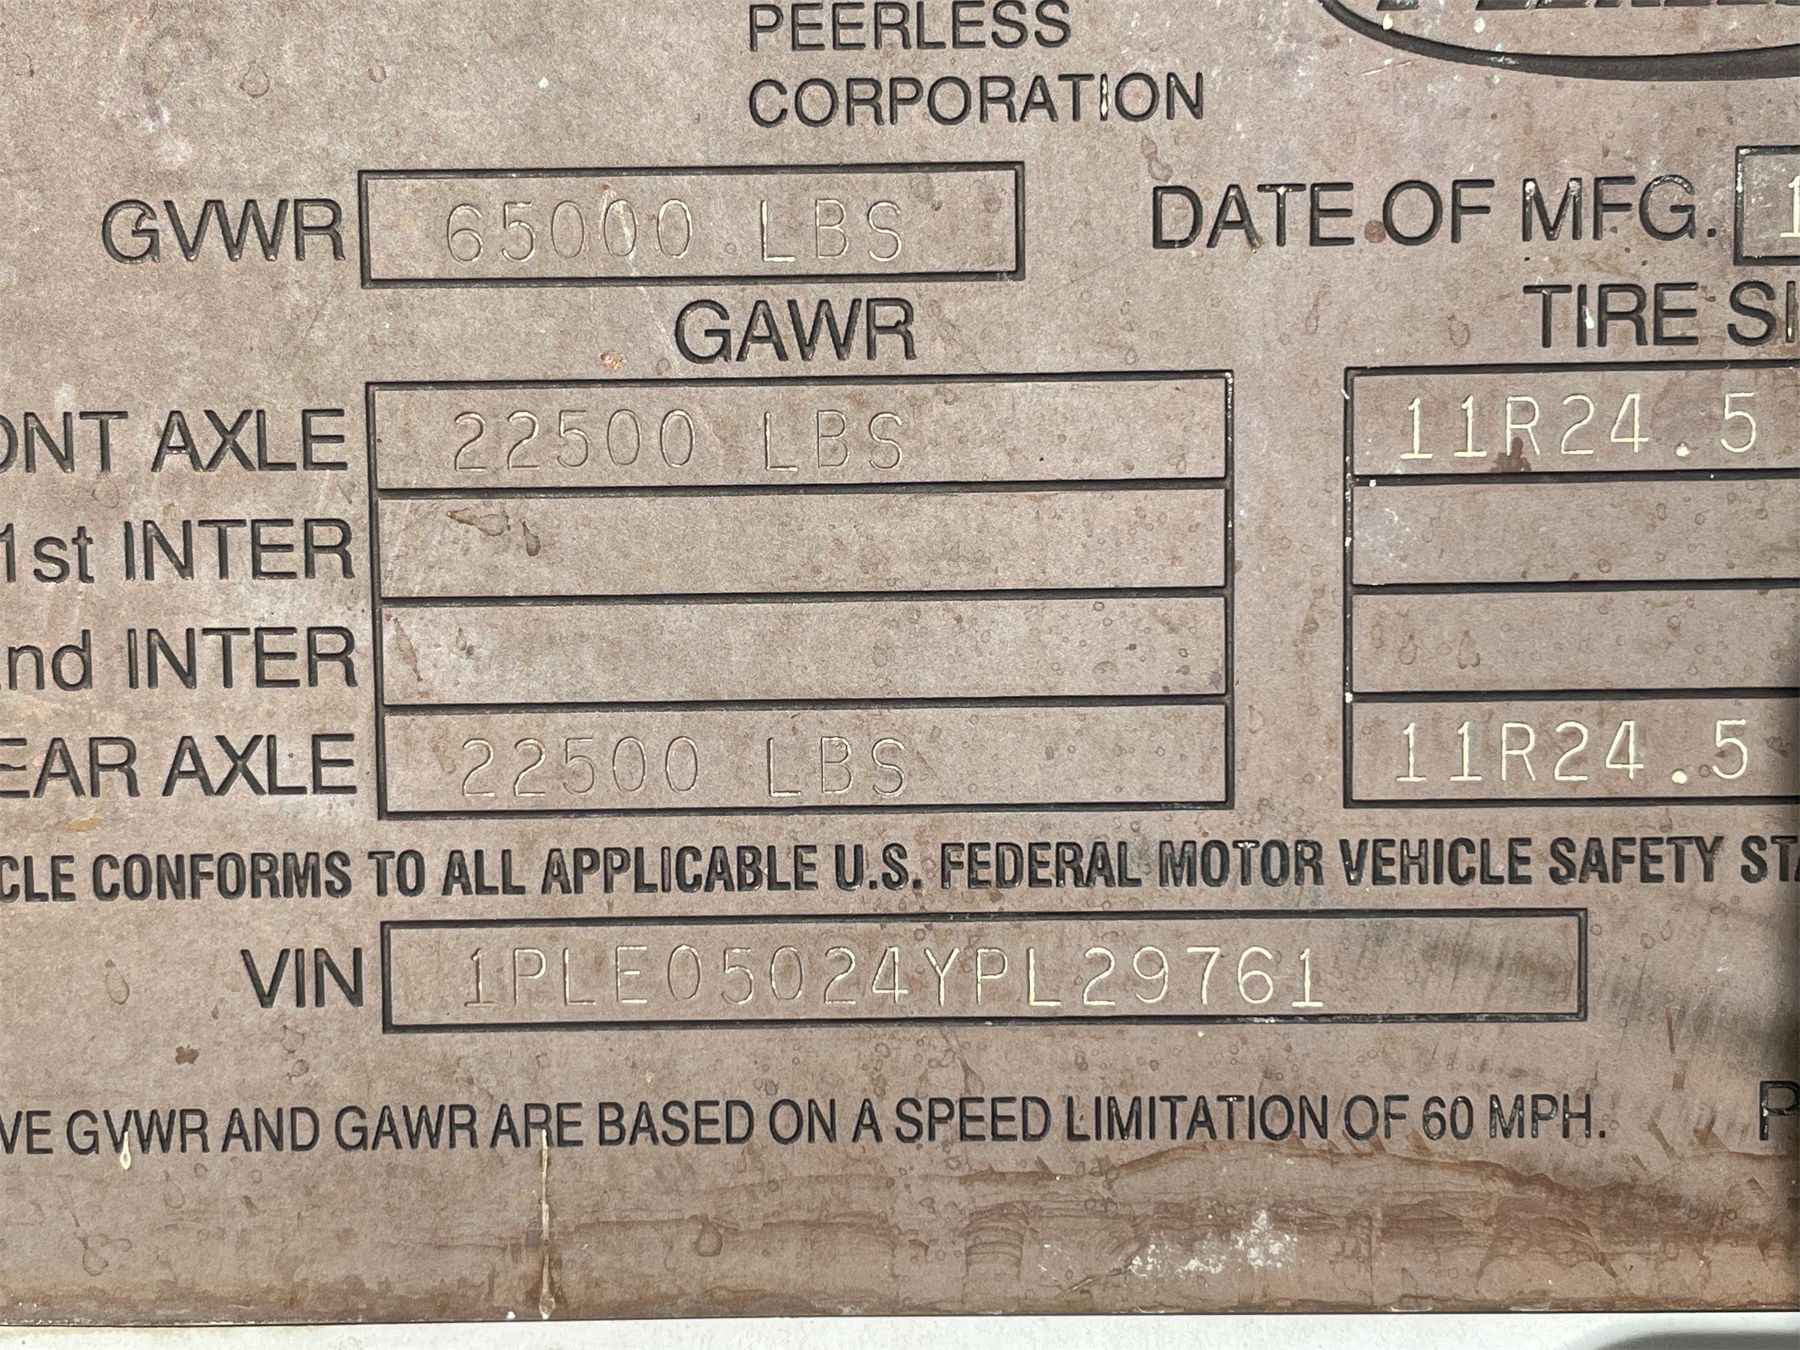 PEERLESS
CORPORATION
GVWR 65000 LBS DATE OF MFG. 1
GAWR TIRE SI
ONT AXLE 22500 LBS 11R24.5
1st INTER
nd INTER
EAR AXLE 22500 LBS 11R24.5
CLE CONFORMS TO ALL APPLICABLE U.S. FEDERAL MOTOR VEHICLE SAFETY STA
VIN 1PLE05024YPL29761
VE GVWR AND GAWR ARE BASED ON A SPEED LIMITATION OF 60 MPH. P